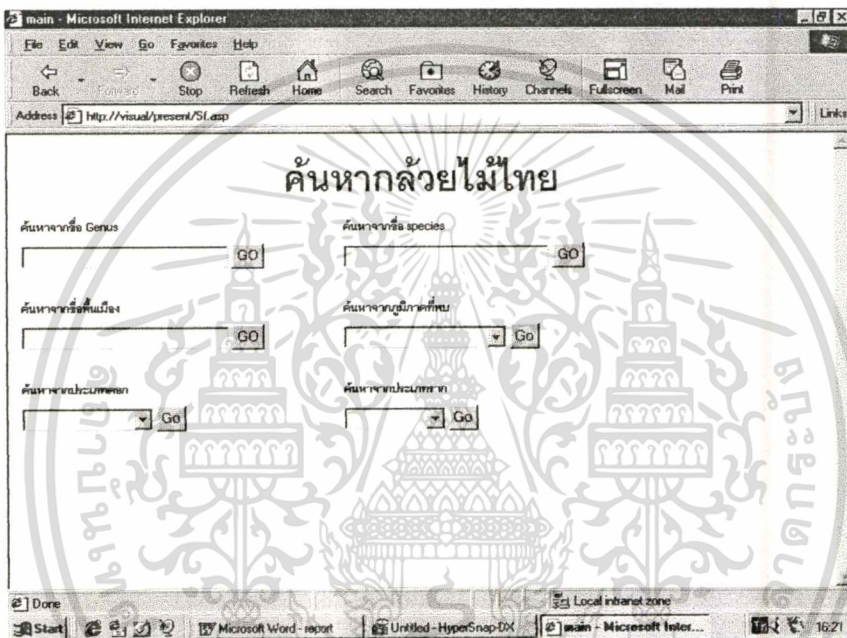 main - Microsoft Internet Explorer
File Edit View Go Favorites Help
Back Forward Stop Refresh Home Search Favorites History Channels Fullscreen Mail Print
Address http://visual/present/Sf.asp Links
ค้นหากล้วยไม้ไทย
ค้นหาจากชื่อ Genus ค้นหาจากชื่อ species
GO GO
ค้นหาจากชื่อพื้นเมือง ค้นหาจากภูมิภาคที่พบ
GO Go
ค้นหาจากประเภทดอก ค้นหาจากประเภทราก
Go Go
Done Local intranet zone
Start Microsoft Word - report Untitled - HyperSnap-DX main - Microsoft Inter... 16:21